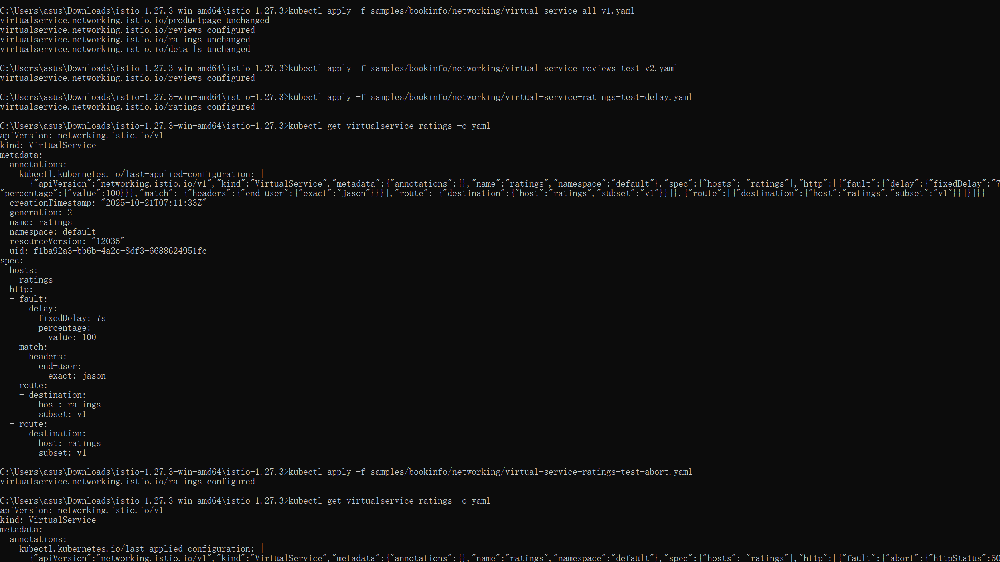 C:\Users\asus\Downloads\istio-1.27.3-win-amd64\istio-1.27.3>kubectl apply -f samples/bookinfo/networking/virtual-service-all-v1.yaml
virtualservice.networking.istio.io/productpage unchanged
virtualservice.networking.istio.io/reviews configured
virtualservice.networking.istio.io/ratings unchanged
virtualservice.networking.istio.io/details unchanged

C:\Users\asus\Downloads\istio-1.27.3-win-amd64\istio-1.27.3>kubectl apply -f samples/bookinfo/networking/virtual-service-reviews-test-v2.yaml
virtualservice.networking.istio.io/reviews configured

C:\Users\asus\Downloads\istio-1.27.3-win-amd64\istio-1.27.3>kubectl apply -f samples/bookinfo/networking/virtual-service-ratings-test-delay.yaml
virtualservice.networking.istio.io/ratings configured

C:\Users\asus\Downloads\istio-1.27.3-win-amd64\istio-1.27.3>kubectl get virtualservice ratings -o yaml
apiVersion: networking.istio.io/v1
kind: VirtualService
metadata:
  annotations:
    kubectl.kubernetes.io/last-applied-configuration: |
      {"apiVersion":"networking.istio.io/v1","kind":"VirtualService","metadata":{"annotations":{},"name":"ratings","namespace":"default"},"spec":{"hosts":["ratings"],"http":[{"fault":{"delay":{"fixedDelay":"7
"percentage":{"value":100}}},"match":[{"headers":{"end-user":{"exact":"jason"}}}],"route":[{"destination":{"host":"ratings","subset":"v1"}}]},{"route":[{"destination":{"host":"ratings","subset":"v1"}}]}]}}
  creationTimestamp: "2025-10-21T07:11:33Z"
  generation: 2
  name: ratings
  namespace: default
  resourceVersion: "12035"
  uid: f1ba92a3-bb6b-4a2c-8df3-6688624951fc
spec:
  hosts:
  - ratings
  http:
  - fault:
      delay:
        fixedDelay: 7s
        percentage:
          value: 100
    match:
    - headers:
        end-user:
          exact: jason
    route:
    - destination:
        host: ratings
        subset: v1
  - route:
    - destination:
        host: ratings
        subset: v1

C:\Users\asus\Downloads\istio-1.27.3-win-amd64\istio-1.27.3>kubectl apply -f samples/bookinfo/networking/virtual-service-ratings-test-abort.yaml
virtualservice.networking.istio.io/ratings configured

C:\Users\asus\Downloads\istio-1.27.3-win-amd64\istio-1.27.3>kubectl get virtualservice ratings -o yaml
apiVersion: networking.istio.io/v1
kind: VirtualService
metadata:
  annotations:
    kubectl.kubernetes.io/last-applied-configuration: |
      {"apiVersion":"networking.istio.io/v1","kind":"VirtualService","metadata":{"annotations":{},"name":"ratings","namespace":"default"},"spec":{"hosts":["ratings"],"http":[{"fault":{"abort":{"httpStatus":50